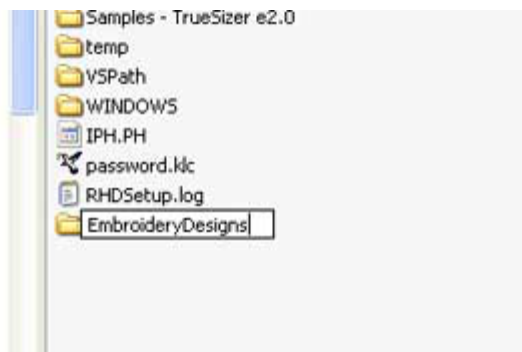 Samples - TrueSizer e2.0
temp
VSPath
WINDOWS
IPH.PH
password.klc
RHDSetup.log
EmbroideryDesigns